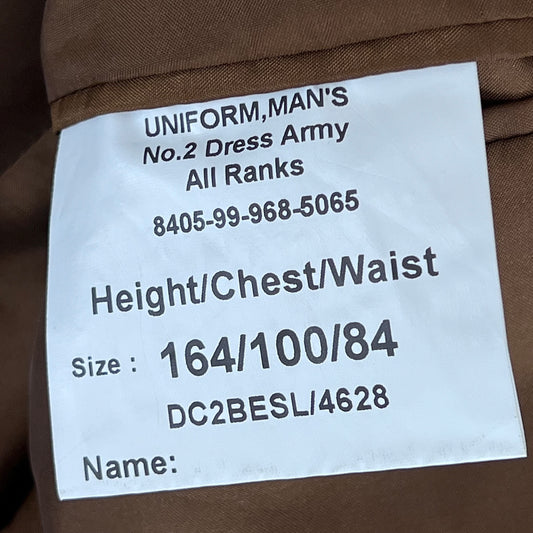 UNIFORM,MAN'S
No.2 Dress Army
All Ranks
8405-99-968-5065
Height/Chest/Waist
Size : 164/100/84
DC2BESL/4628
Name: